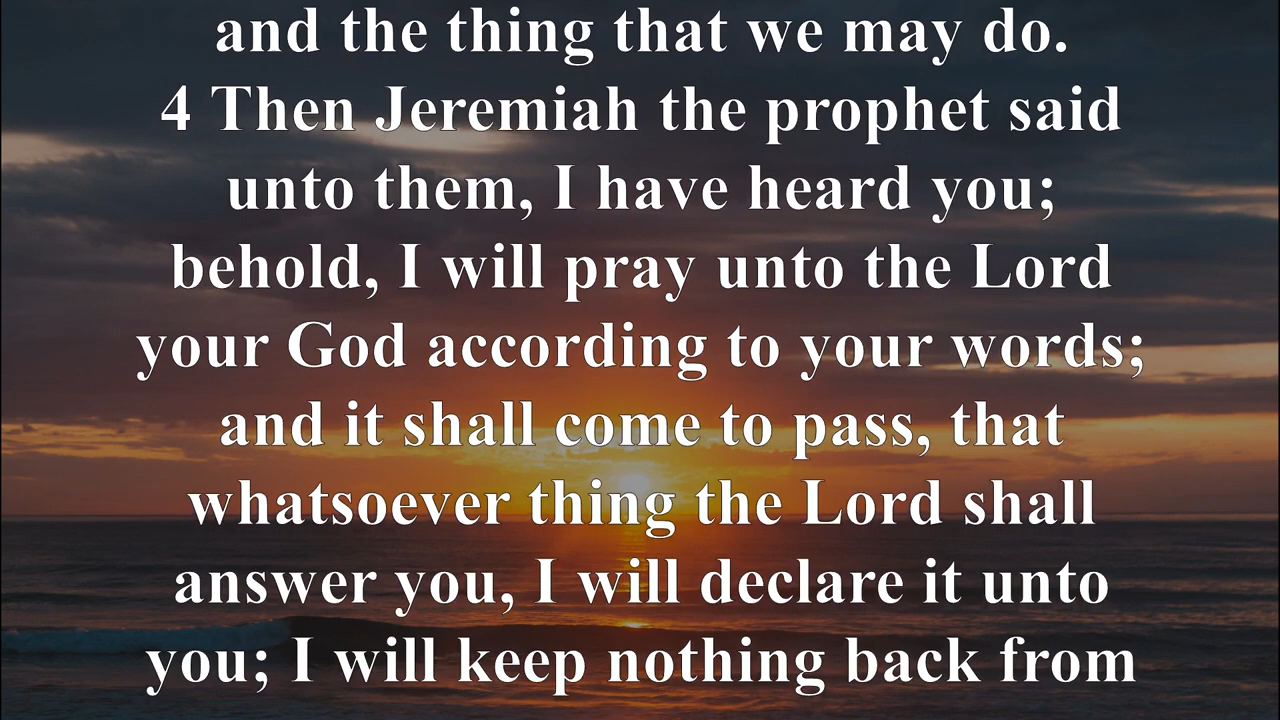 and the thing that we may do.
4 Then Jeremiah the prophet said
unto them, I have heard you;
behold, I will pray unto the Lord
your God according to your words;
and it shall come to pass, that
whatsoever thing the Lord shall
answer you, I will declare it unto
you; I will keep nothing back from